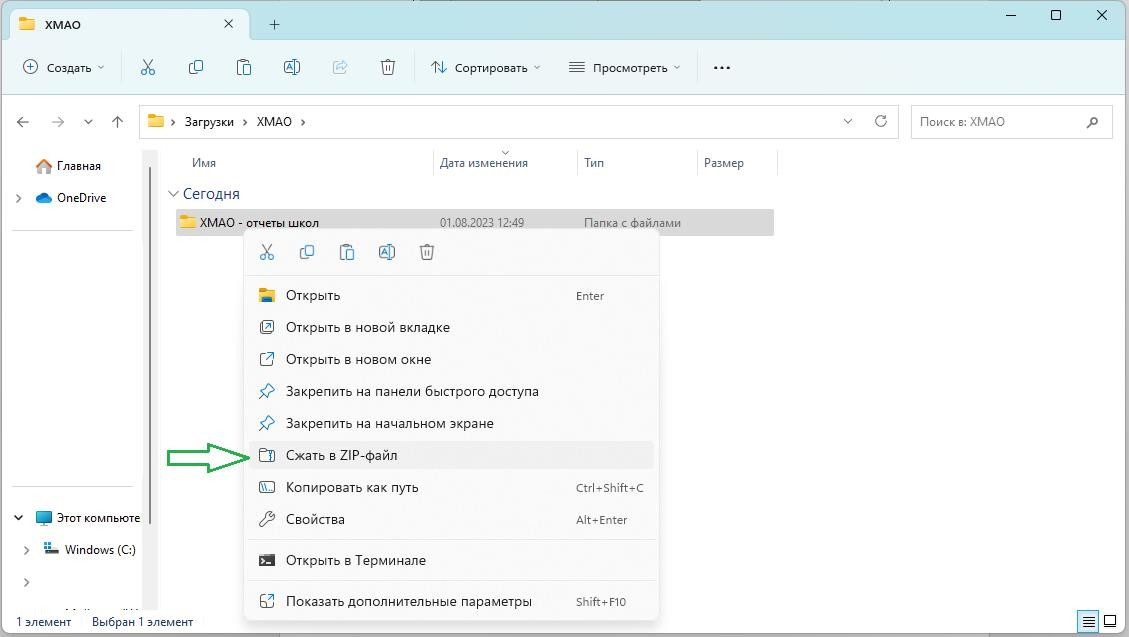 ХМАО
Создать
Сортировать
Просмотреть
Загрузки
ХМАО
Поиск в: ХМАО
Имя
Дата изменения
Тип
Размер
Главная
OneDrive
Сегодня
ХМАО - отчеты школ
01.08.2023 12:49
Папка с файлами
Открыть
Enter
Открыть в новой вкладке
Открыть в новом окне
Закрепить на панели быстрого доступа
Закрепить на начальном экране
Сжать в ZIP-файл
Копировать как путь
Ctrl+Shift+C
Свойства
Alt+Enter
Открыть в Терминале
Показать дополнительные параметры
Shift+F10
Этот компьюте
Windows (C:)
1 элемент
Выбран 1 элемент